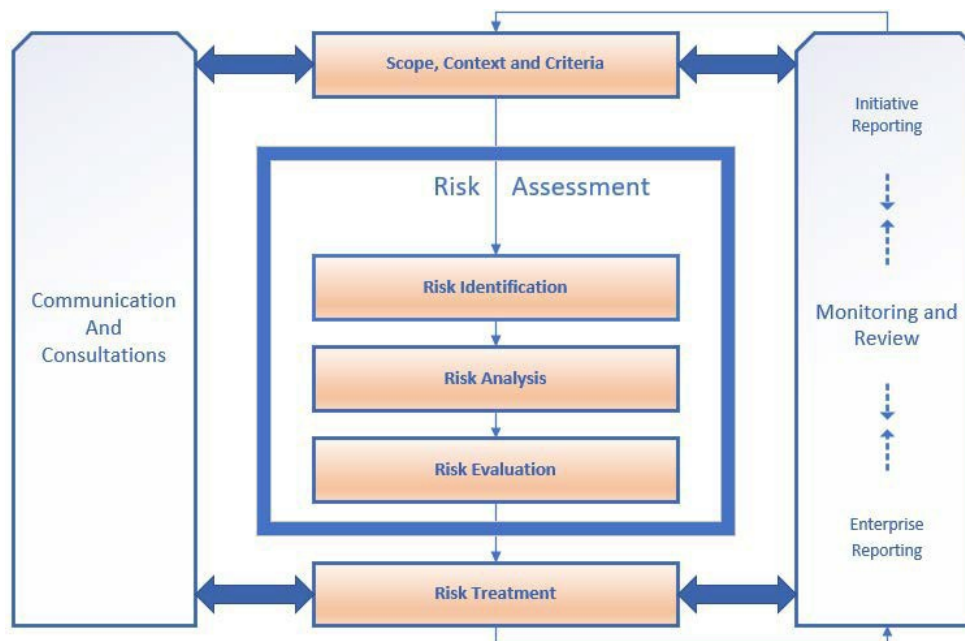 Scope, Context and Criteria
Initiative
Reporting
Risk Assessment
Risk Identification
Communication
And
Consultations
Monitoring and
Review
Risk Analysis
Risk Evaluation
Enterprise
Reporting
Risk Treatment